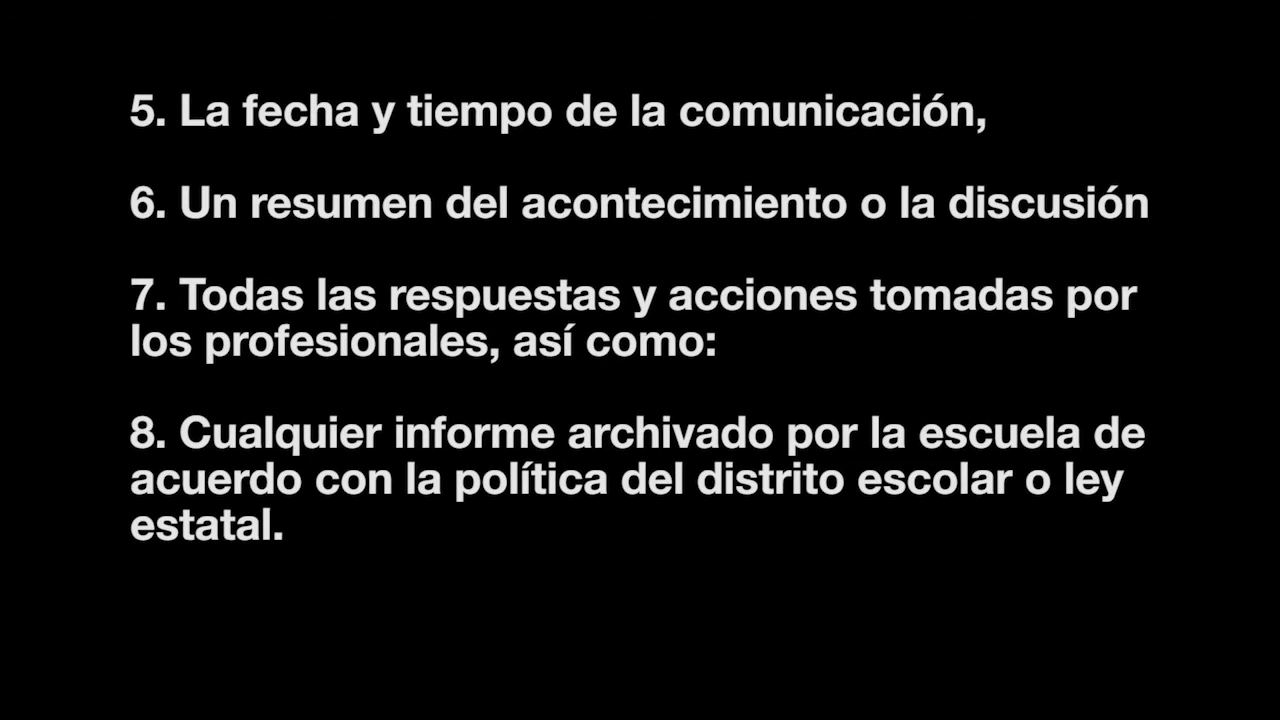 5. La fecha y tiempo de la comunicación,
6. Un resumen del acontecimiento o la discusión
7. Todas las respuestas y acciones tomadas por
los profesionales, así como:
8. Cualquier informe archivado por la escuela de
acuerdo con la política del distrito escolar o ley
estatal.